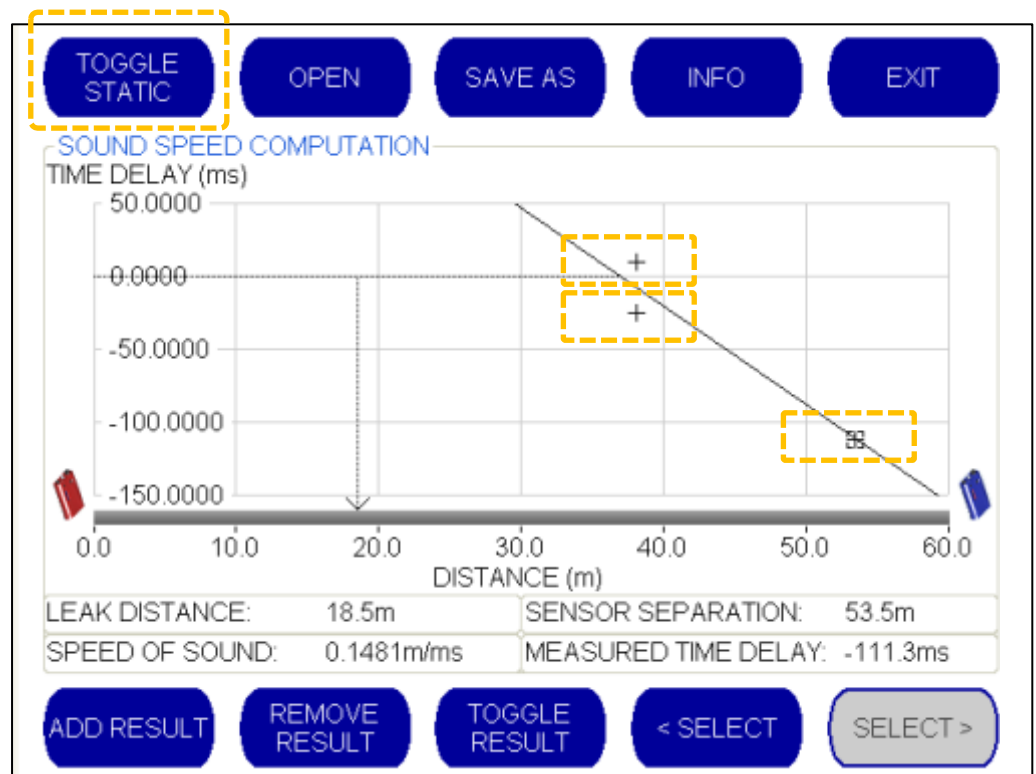 TOGGLE
STATIC
OPEN
SAVE AS
INFO
EXIT
SOUND SPEED COMPUTATION
TIME DELAY (ms)
50.0000
0.0000
-50.0000
-100.0000
-150.0000
0.0 10.0 20.0 30.0 40.0 50.0 60.0
DISTANCE (m)
LEAK DISTANCE: 18.5m SENSOR SEPARATION: 53.5m
SPEED OF SOUND: 0.1481m/ms MEASURED TIME DELAY: -111.3ms
ADD RESULT
REMOVE
RESULT
TOGGLE
RESULT
< SELECT
SELECT >